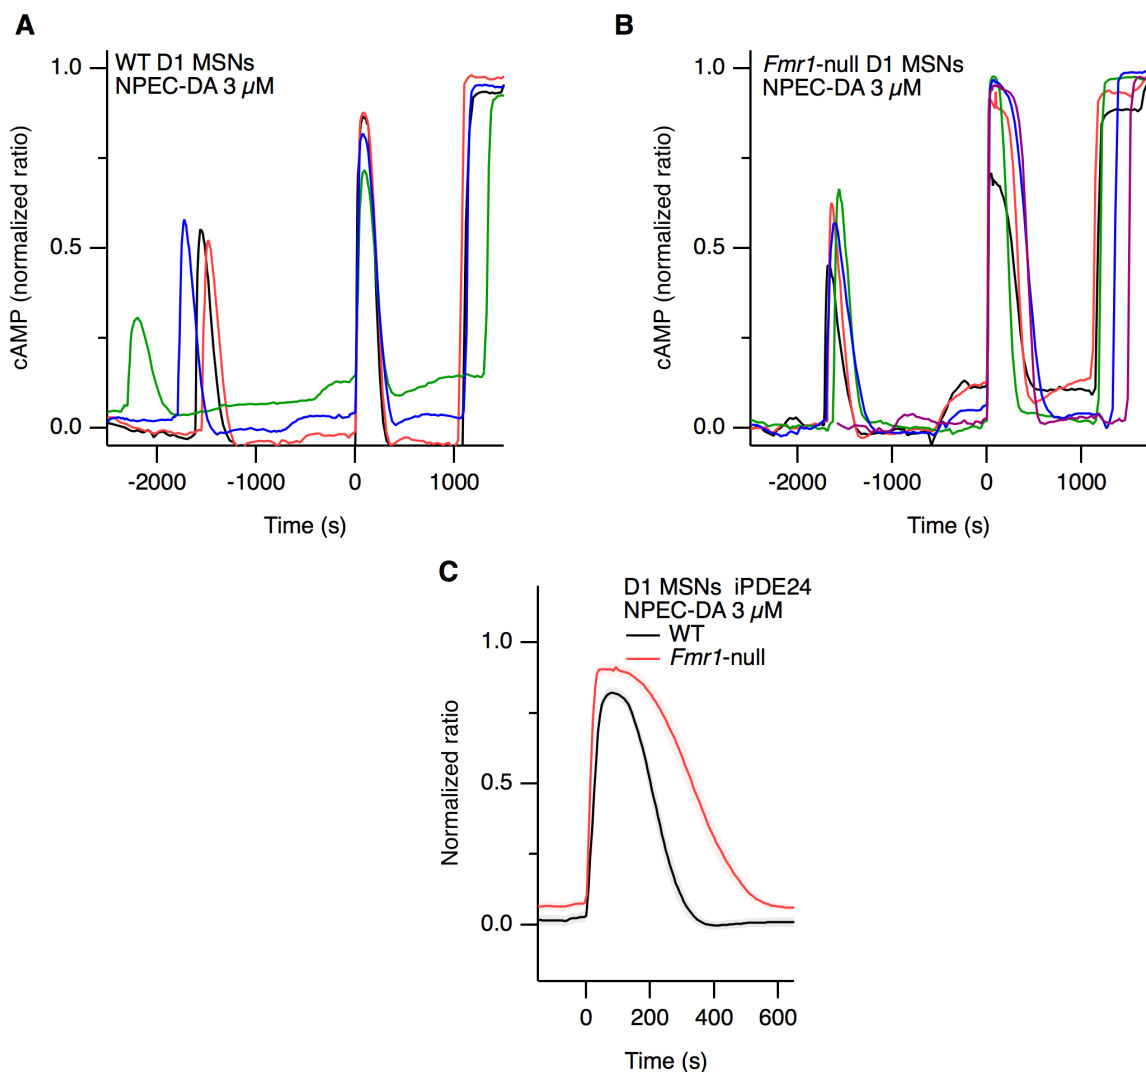 A
WT D1 MSNs
NPEC-DA 3 µM
cAMP (normalized ratio)
1.0
0.5
0.0
-2000 -1000 0 1000
Time (s)
B
Fmr1-null D1 MSNs
NPEC-DA 3 µM
cAMP (normalized ratio)
1.0
0.5
0.0
-2000 -1000 0 1000
Time (s)
C
D1 MSNs iPDE24
NPEC-DA 3 µM
WT
Fmr1-null
Normalized ratio
1.0
0.5
0.0
0 200 400 600
Time (s)